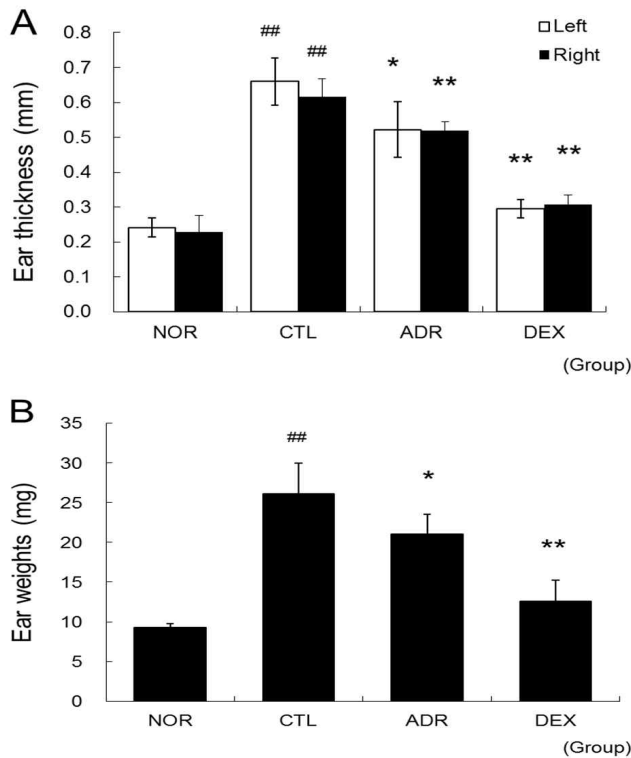 A
Ear thickness (mm)
0.8
0.7
0.6
0.5
0.4
0.3
0.2
0.1
0.0
## ## * ** ** **
Left
Right
NOR CTL ADR DEX
(Group)
B
Ear weights (mg)
35
30
25
20
15
10
5
0
## * **
NOR CTL ADR DEX
(Group)